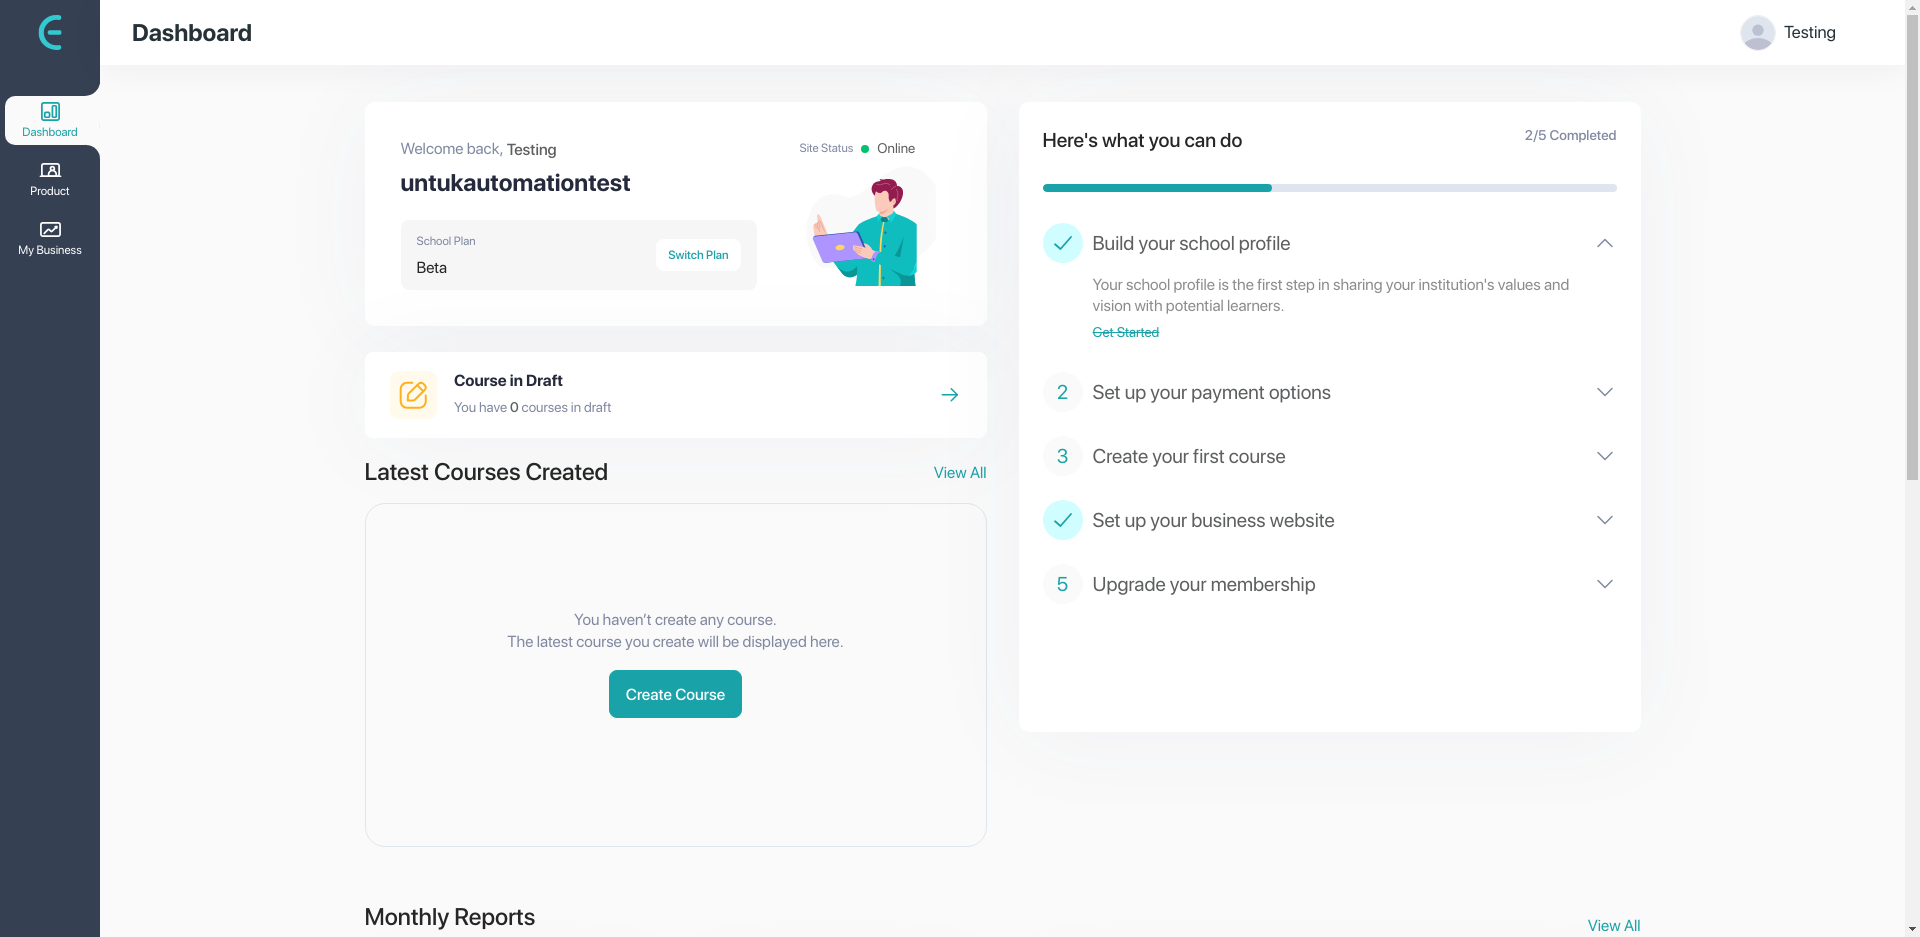 Dashboard
Testing
Dashboard
Product
My Business
Welcome back, Testing
untukautomationtest
School Plan
Beta
Switch Plan
Site Status
Online
Course in Draft
You have 0 courses in draft
Latest Courses Created
View All
You haven't create any course.
The latest course you create will be displayed here.
Create Course
Here's what you can do
2/5 Completed
Build your school profile
Your school profile is the first step in sharing your institution's values and
vision with potential learners.
Get Started
2
Set up your payment options
3
Create your first course
Set up your business website
5
Upgrade your membership
Monthly Reports
View All